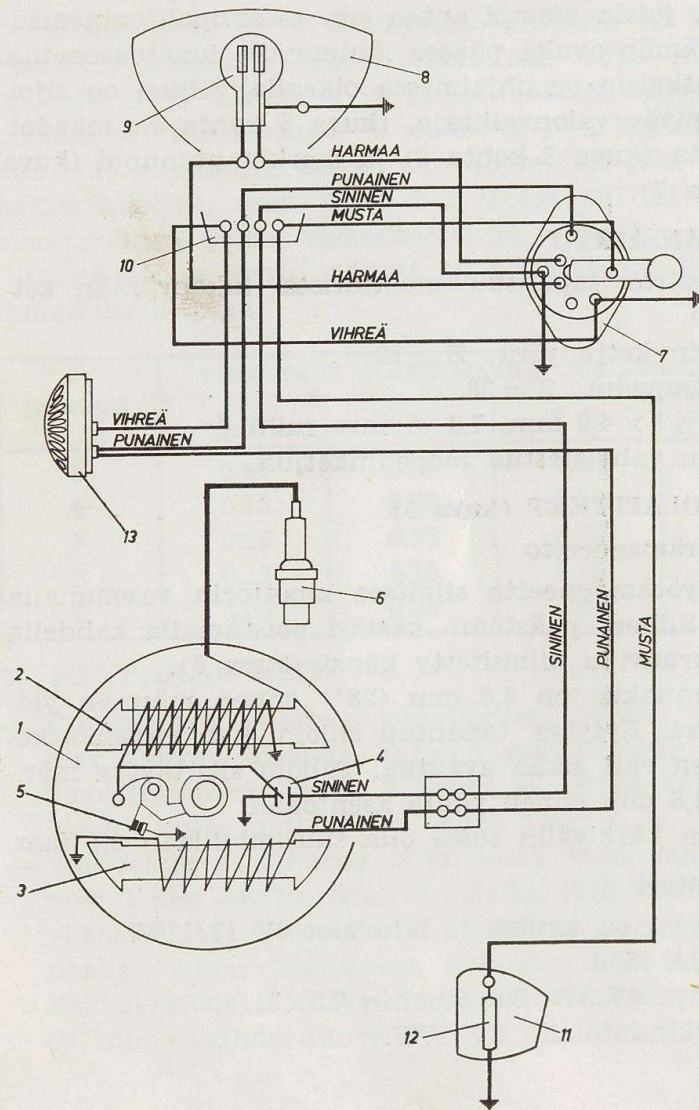 8
9
HARMAA
PUNAINEN
SININEN
MUSTA
10
HARMAA
7
VIHREÄ
VIHREÄ
PUNAINEN
13
6
SININEN
PUNAINEN
MUSTA
2
1
4
SININEN
5
PUNAINEN
3
12
11